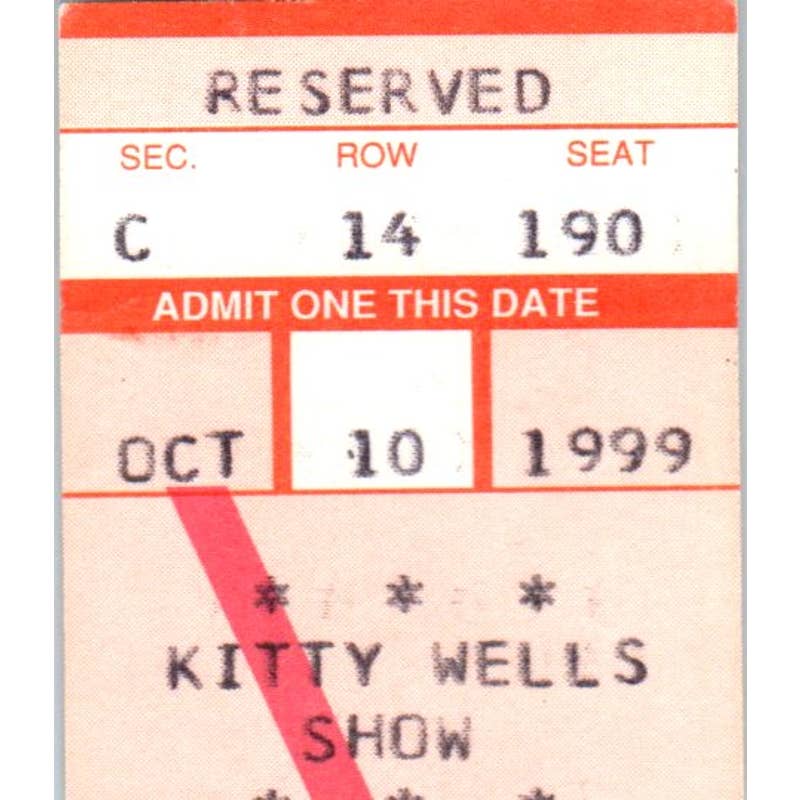 RESERVED
SEC. ROW SEAT
C 14 190
ADMIT ONE THIS DATE
OCT 10 1999
* * *
KITTY WELLS
SHOW
* * *